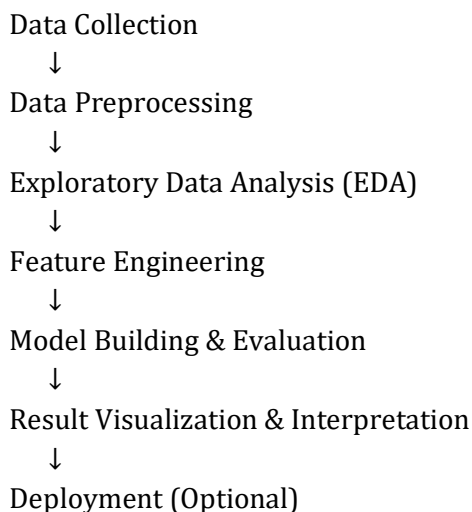 Data Collection
↓
Data Preprocessing
↓
Exploratory Data Analysis (EDA)
↓
Feature Engineering
↓
Model Building & Evaluation
↓
Result Visualization & Interpretation
↓
Deployment (Optional)